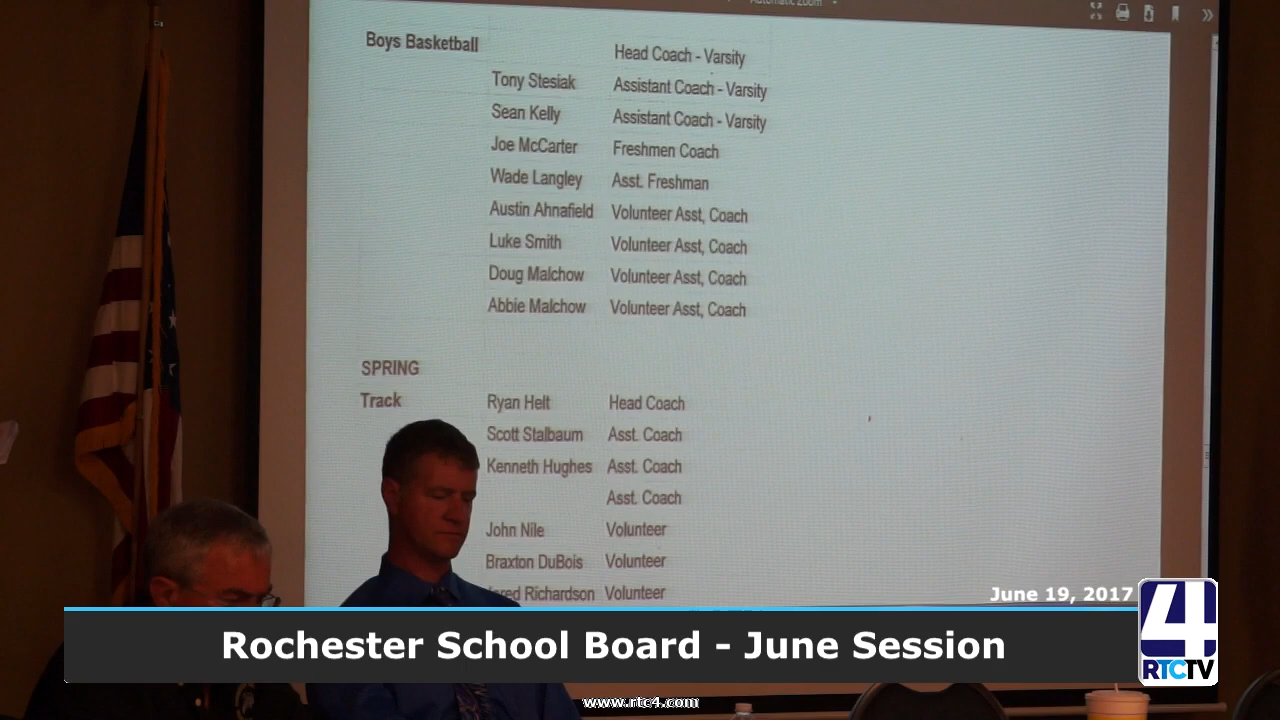 Automatic Zoom
Boys Basketball
Head Coach - Varsity
Tony Stesiak Assistant Coach - Varsity
Sean Kelly Assistant Coach - Varsity
Joe McCarter Freshmen Coach
Wade Langley Asst. Freshman
Austin Ahnafield Volunteer Asst, Coach
Luke Smith Volunteer Asst, Coach
Doug Malchow Volunteer Asst, Coach
Abbie Malchow Volunteer Asst, Coach
SPRING
Track Ryan Helt Head Coach
Scott Stalbaum Asst. Coach
Kenneth Hughes Asst. Coach
Asst. Coach
John Nile Volunteer
Braxton DuBois Volunteer
Richardson Volunteer
June 19, 2017
Rochester School Board - June Session
4
RTCTV
www.rtc4.com